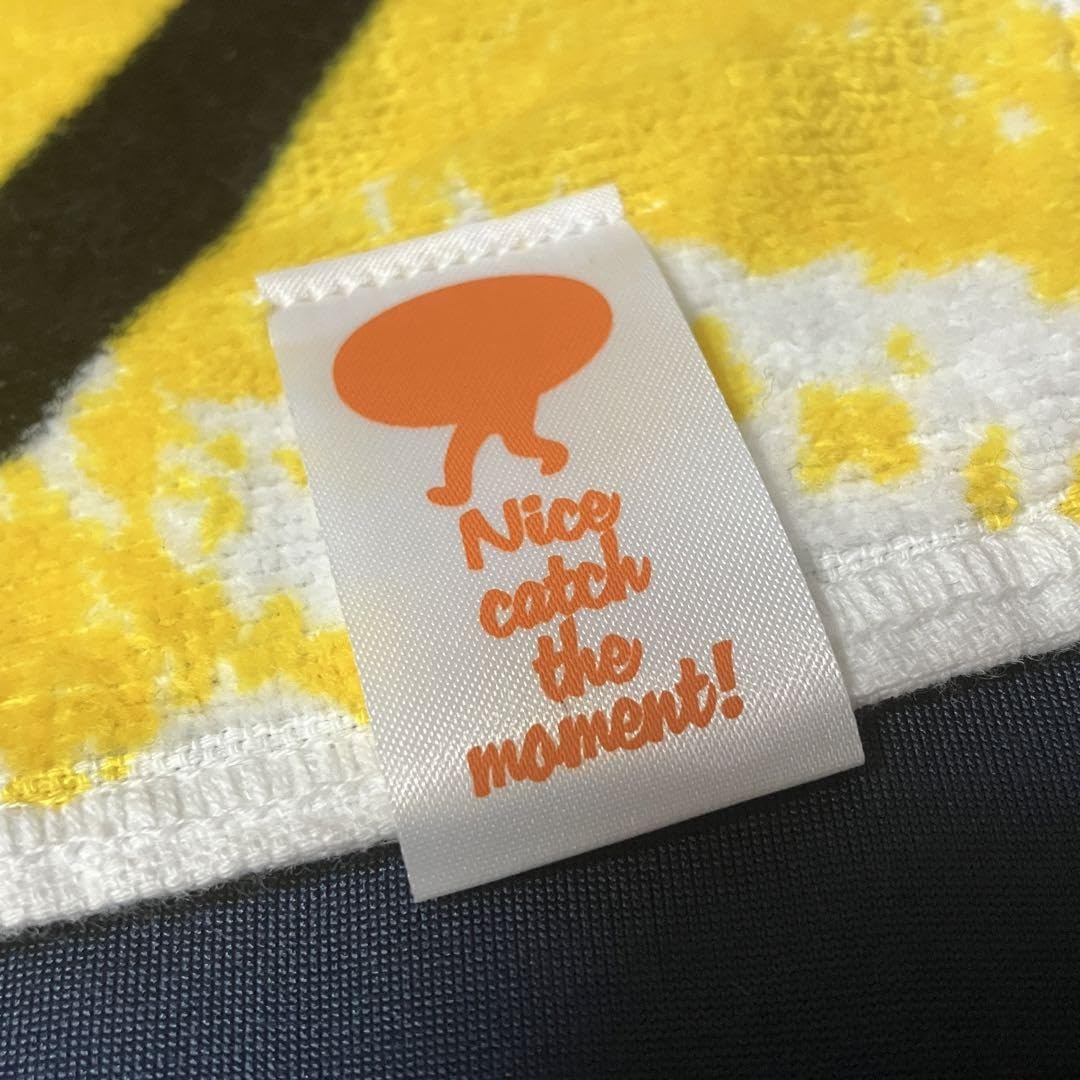 Nice
catch
the
moment!